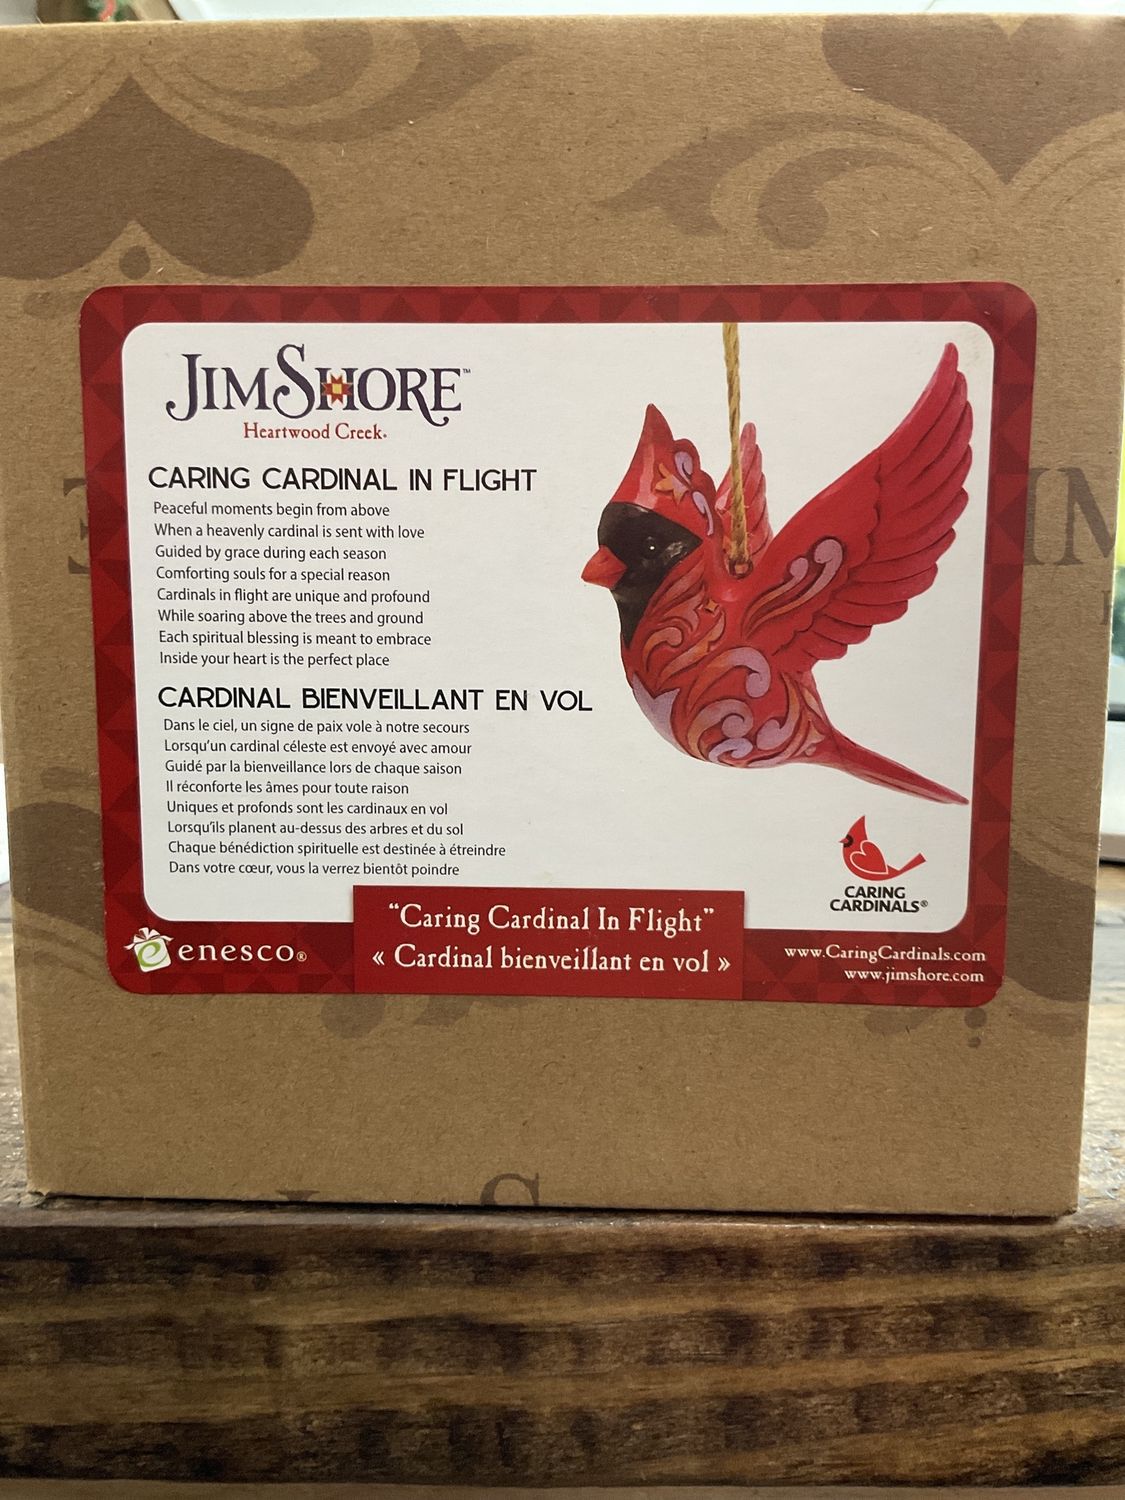 JIM SHORE™
Heartwood Creek®
CARING CARDINAL IN FLIGHT
Peaceful moments begin from above
When a heavenly cardinal is sent with love
Guided by grace during each season
Comforting souls for a special reason
Cardinals in flight are unique and profound
While soaring above the trees and ground
Each spiritual blessing is meant to embrace
Inside your heart is the perfect place
CARDINAL BIENVEILLANT EN VOL
Dans le ciel, un signe de paix vole à notre secours
Lorsqu'un cardinal céleste est envoyé avec amour
Guidé par la bienveillance lors de chaque saison
Il réconforte les âmes pour toute raison
Uniques et profonds sont les cardinaux en vol
Lorsqu'ils planent au-dessus des arbres et du sol
Chaque bénédiction spirituelle est destinée à étreindre
Dans votre cœur, vous la verrez bientôt poindre
CARING
CARDINALS®
enesco®
"Caring Cardinal In Flight"
« Cardinal bienveillant en vol »
www.CaringCardinals.com
www.jimshore.com